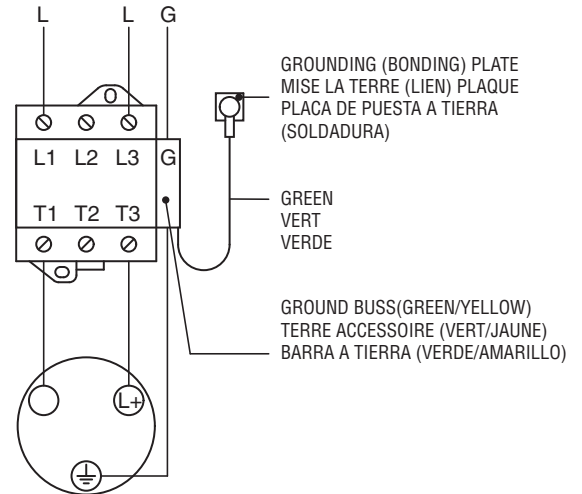 L L G
GROUNDING (BONDING) PLATE
MISE LA TERRE (LIEN) PLAQUE
PLACA DE PUESTA A TIERRA
(SOLDADURA)
L1 L2 L3 G
T1 T2 T3
GREEN
VERT
VERDE
GROUND BUSS(GREEN/YELLOW)
TERRE ACCESSOIRE (VERT/JAUNE)
BARRA A TIERRA (VERDE/AMARILLO)
L+